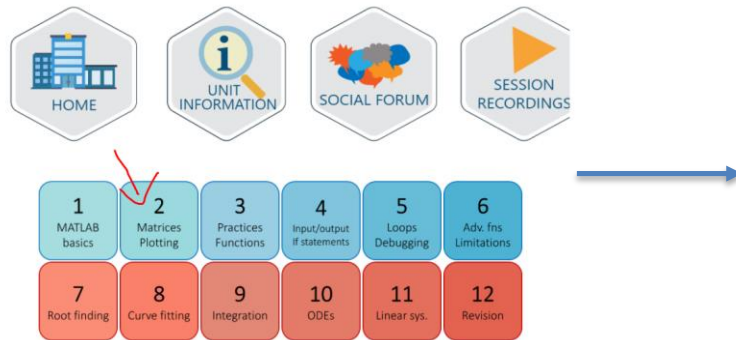 HOME
UNIT
INFORMATION
SOCIAL FORUM
SESSION
RECORDINGS
1
MATLAB
basics
2
Matrices
Plotting
3
Practices
Functions
4
Input/output
If statements
5
Loops
Debugging
6
Adv. fns
Limitations
7
Root finding
8
Curve fitting
9
Integration
10
ODEs
11
Linear sys.
12
Revision